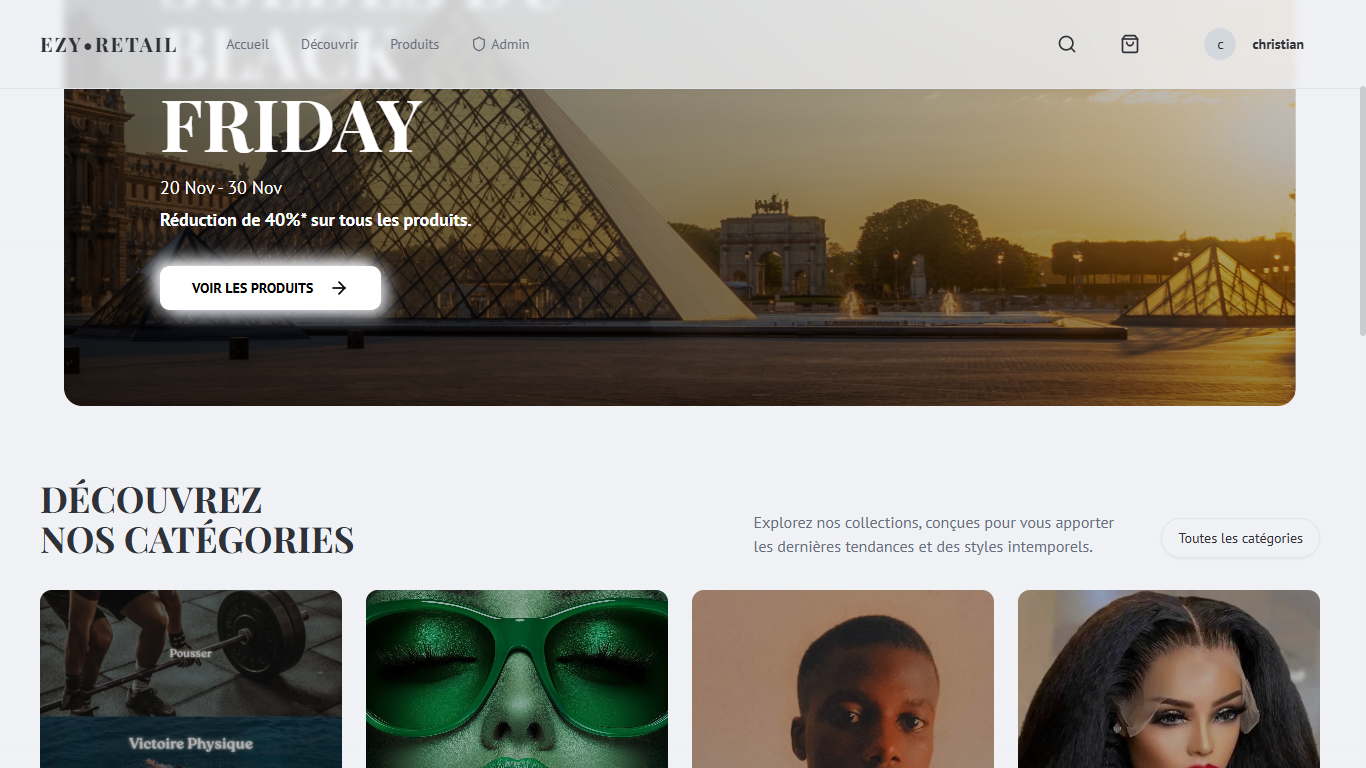 EZY•RETAIL
Accueil
Découvrir
Produits
Admin
c
christian
SOLDES DU
BLACK
FRIDAY
20 Nov - 30 Nov
Réduction de 40%* sur tous les produits.
VOIR LES PRODUITS
DÉCOUVREZ
NOS CATÉGORIES
Explorez nos collections, conçues pour vous apporter
les dernières tendances et des styles intemporels.
Toutes les catégories
Pousser
Victoire Physique